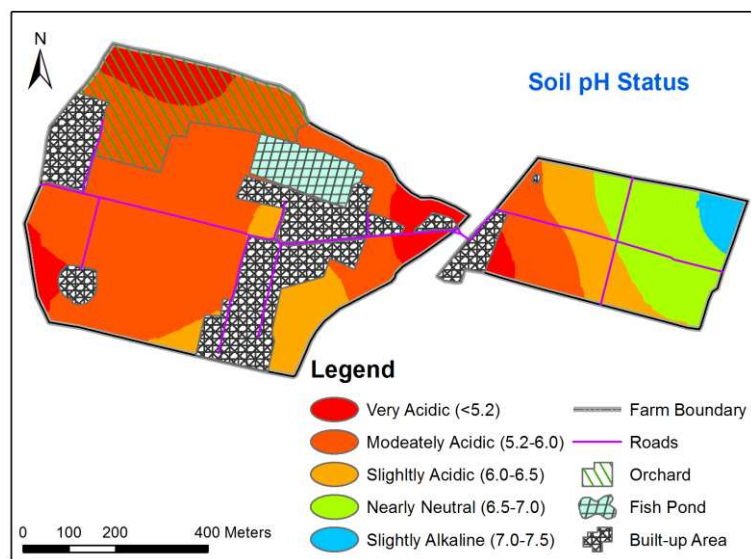 N
Soil pH Status
Legend
Very Acidic (<5.2)
Modeately Acidic (5.2-6.0)
Slighltly Acidic (6.0-6.5)
Nearly Neutral (6.5-7.0)
Slightly Alkaline (7.0-7.5)
Farm Boundary
Roads
Orchard
Fish Pond
Built-up Area
0 100 200 400 Meters